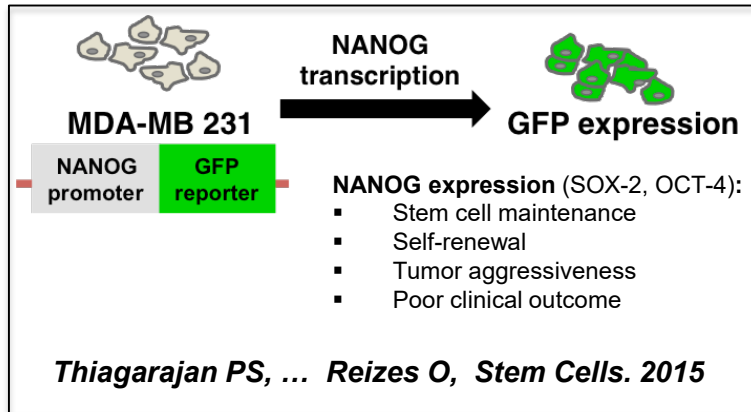 NANOG
transcription
MDA-MB 231
GFP expression
NANOG
promoter
GFP
reporter
NANOG expression (SOX-2, OCT-4):
▪ Stem cell maintenance
▪ Self-renewal
▪ Tumor aggressiveness
▪ Poor clinical outcome
Thiagarajan PS, … Reizes O, Stem Cells. 2015